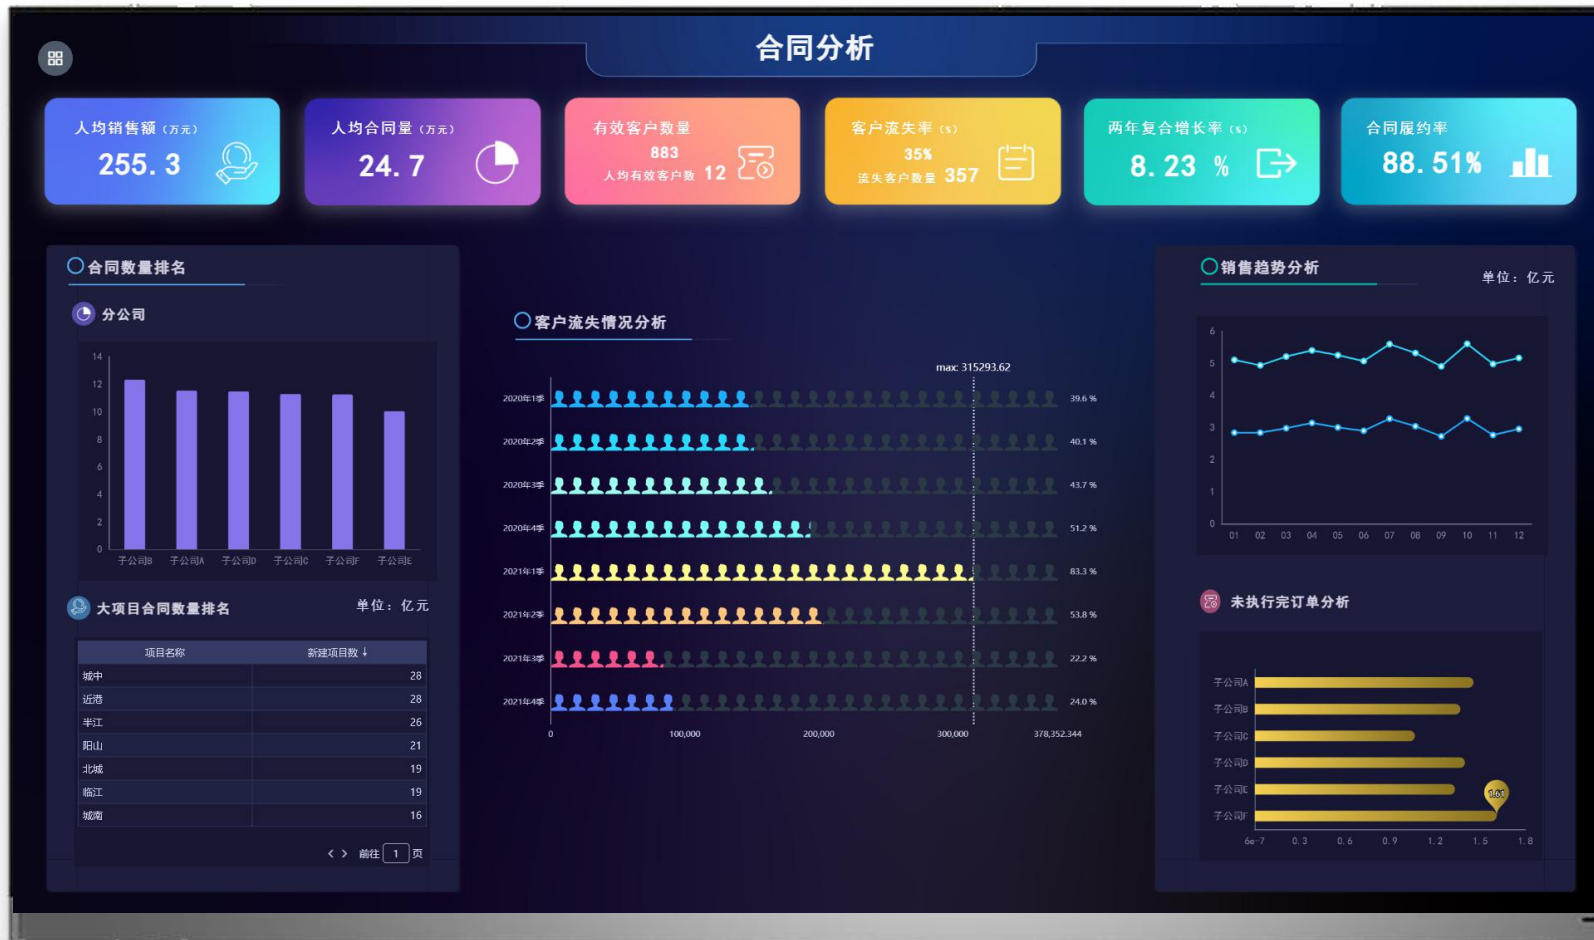 合同分析
人均销售额（万元）
255.3
人均合同量（万元）
24.7
有效客户数量
883
人均有效客户数 12
客户流失率（%）
35%
流失客户数量 357
两年复合增长率（%）
8.23 %
合同履约率
88.51%
合同数量排名
分公司
14
12
10
8
6
4
2
0
子公司B 子公司A 子公司D 子公司C 子公司F 子公司E
大项目合同数量排名
单位：亿元
项目名称 新建项目数↓
城中 28
近港 28
半江 26
阳山 21
北城 19
临江 19
城南 16
< > 前往 1 页
客户流失情况分析
max: 315293.62
2020年1季 39.6 %
2020年2季 40.1 %
2020年3季 43.7 %
2020年4季 51.2 %
2021年1季 83.3 %
2021年2季 53.8 %
2021年3季 22.2 %
2021年4季 24.0 %
0 100,000 200,000 300,000 378,352.344
销售趋势分析
单位：亿元
6
5
4
3
2
1
0
01 02 03 04 05 06 07 08 09 10 11 12
未执行完订单分析
子公司A
子公司B
子公司C
子公司D
子公司E
1.61
子公司F
6e-7 0.3 0.6 0.9 1.2 1.5 1.8